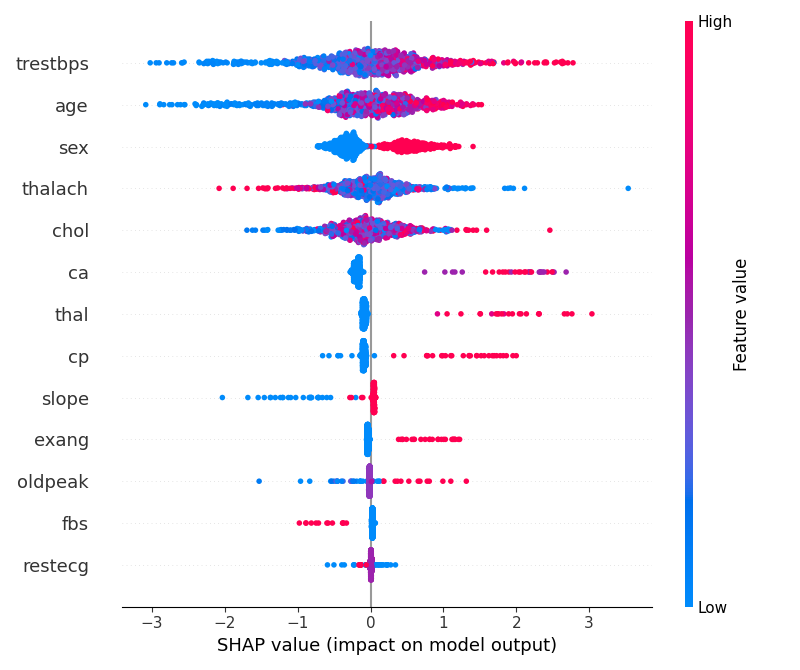 High
trestbps
age
sex
thalach
chol
ca
thal
cp
slope
exang
oldpeak
fbs
restecg
Feature value
Low
−3 −2 −1 0 1 2 3
SHAP value (impact on model output)